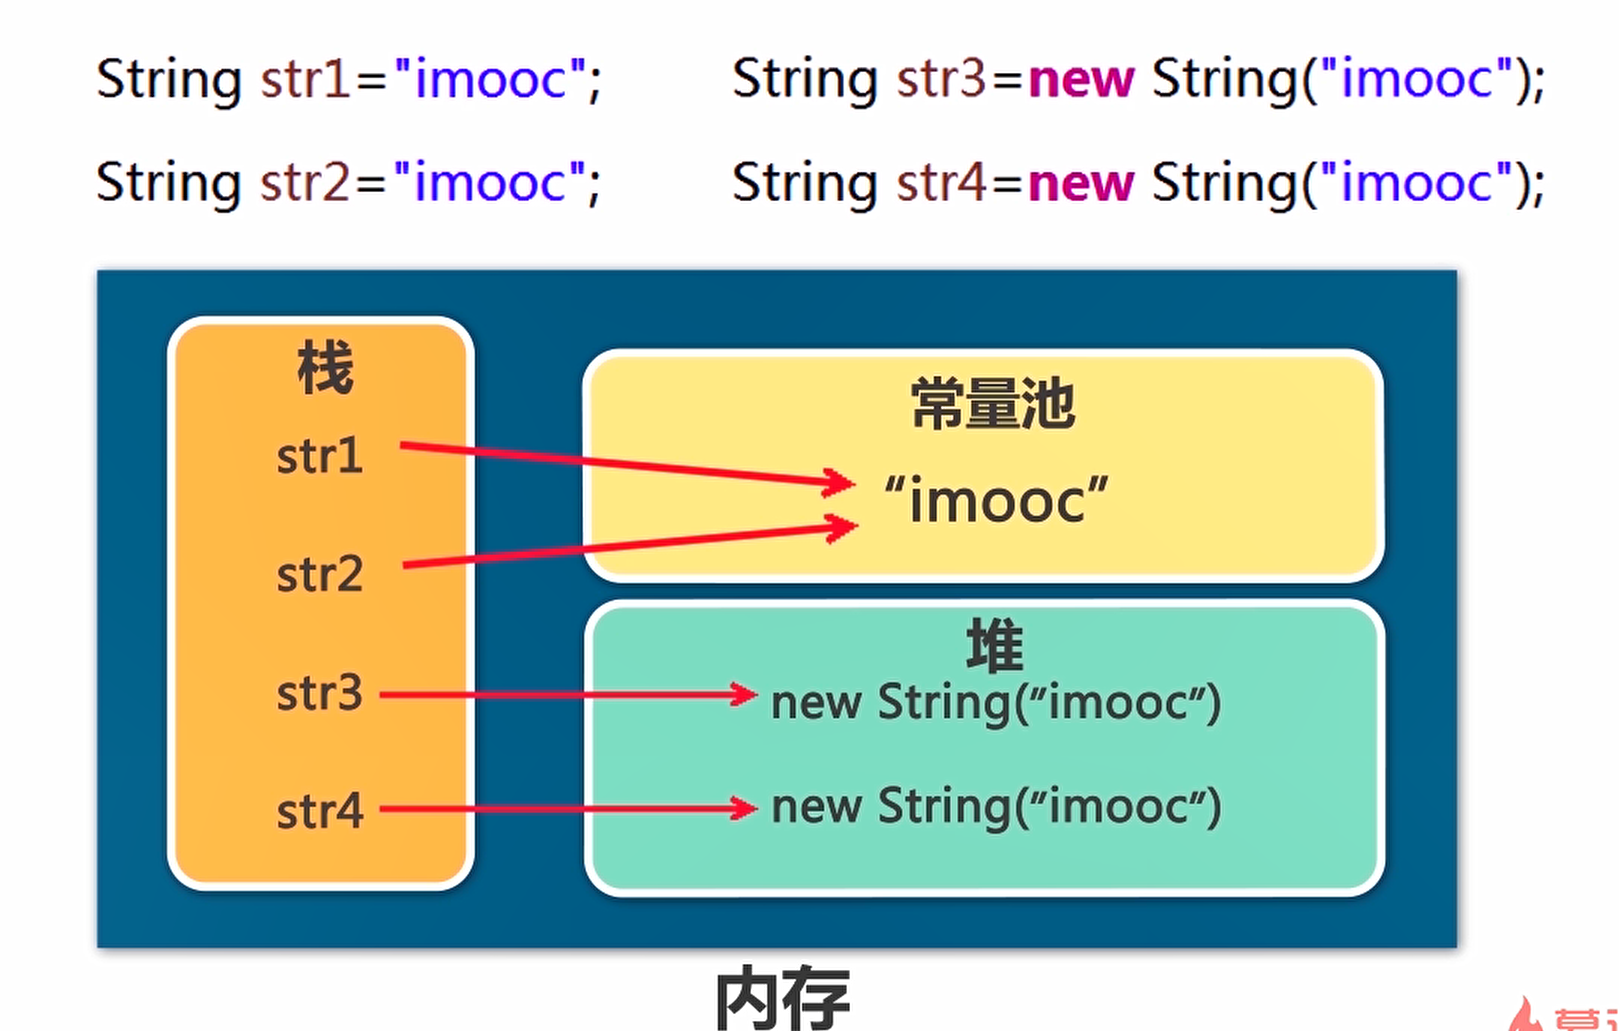 String str1="imooc";
String str3=new String("imooc");
String str2="imooc";
String str4=new String("imooc");
栈
str1
str2
str3
str4
常量池
“imooc”
堆
new String(“imooc”)
new String(“imooc”)
内存